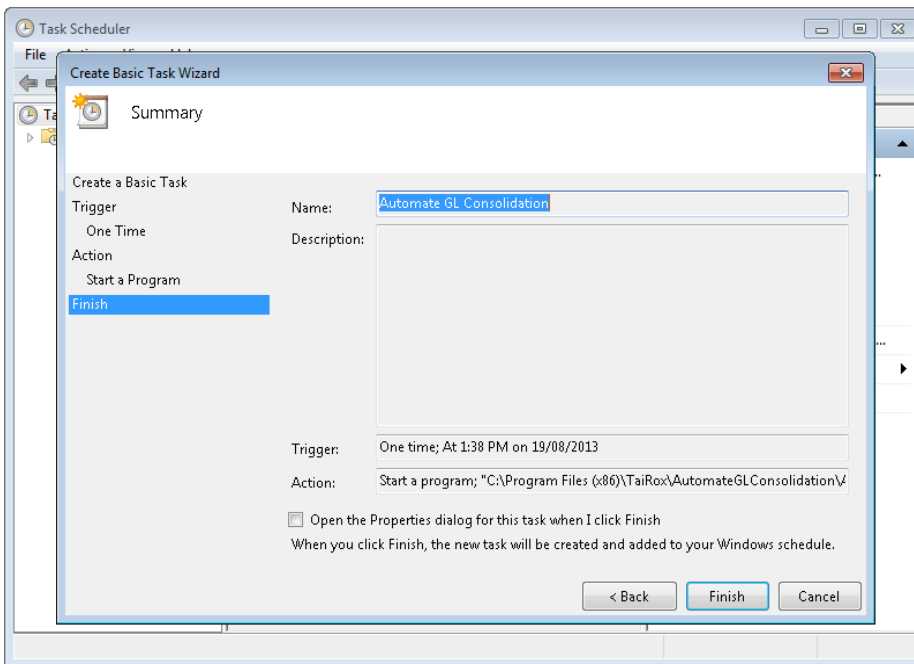 Task Scheduler
File
Create Basic Task Wizard
Summary
Create a Basic Task
Trigger
One Time
Action
Start a Program
Finish
Name:
Automate GL Consolidation
Description:
Trigger:
One time; At 1:38 PM on 19/08/2013
Action:
Start a program; "C:\Program Files (x86)\TaiRox\AutomateGLConsolidation\
Open the Properties dialog for this task when I click Finish
When you click Finish, the new task will be created and added to your Windows schedule.
< Back
Finish
Cancel